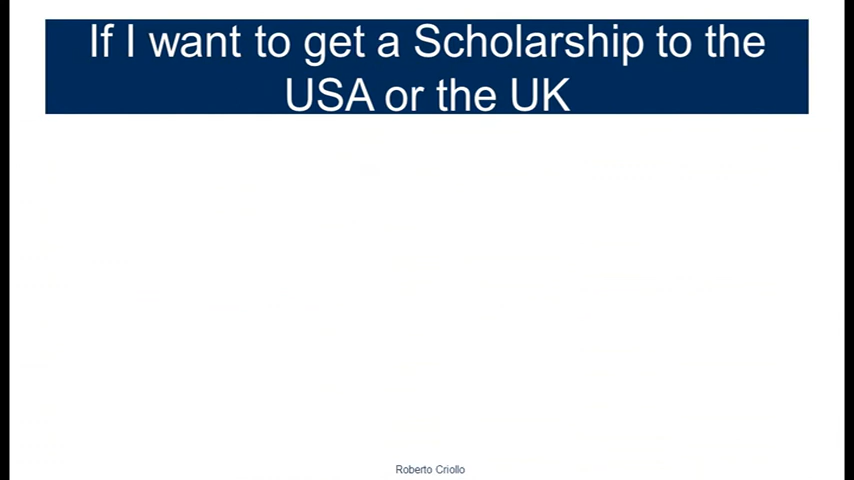 If I want to get a Scholarship to the
USA or the UK
Roberto Criollo